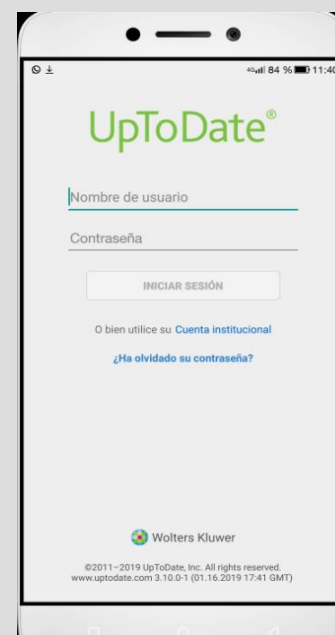 4G 84 % 11:40
UpToDate®
Nombre de usuario
Contraseña
INICIAR SESIÓN
O bien utilice su Cuenta institucional
¿Ha olvidado su contraseña?
Wolters Kluwer
©2011–2019 UpToDate, Inc. All rights reserved.
www.uptodate.com 3.10.0-1 (01.16.2019 17:41 GMT)